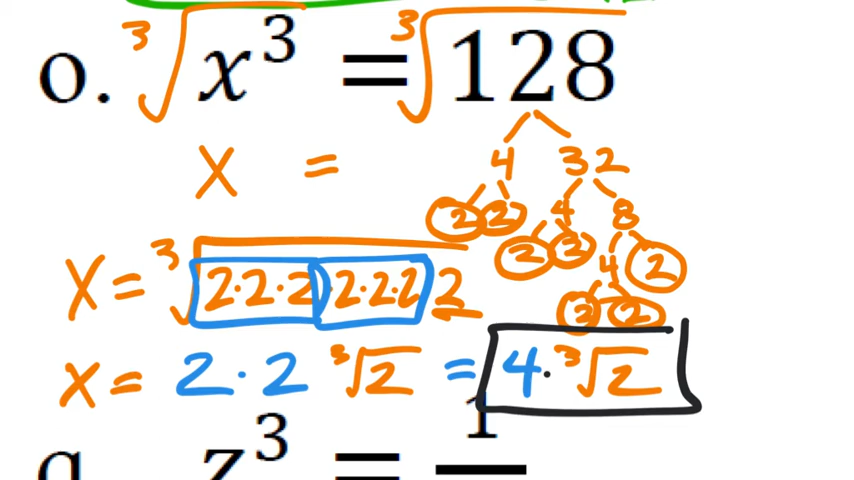 o. ∛x³ = ∛128
4 32
x =
2 2 4 8
2 2 4 2
x = ∛2·2·2·2·2·2·2
2 2
x = 2·2 ∛2 = 4·∛2
z³ = 1